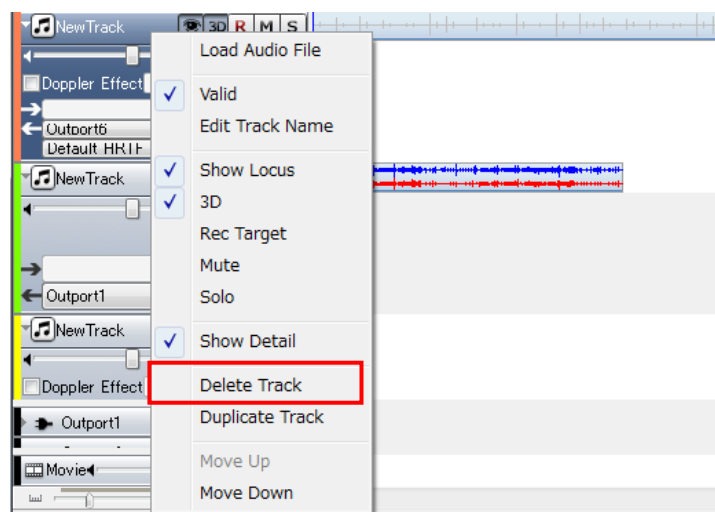 NewTrack 3D R M S
Load Audio File
Doppler Effect
Valid
Edit Track Name
Outport6
Default HRTF
Show Locus
NewTrack
3D
Rec Target
Mute
Outport1
Solo
NewTrack
Show Detail
Doppler Effect
Delete Track
Outport1
Duplicate Track
Movie
Move Up
Move Down